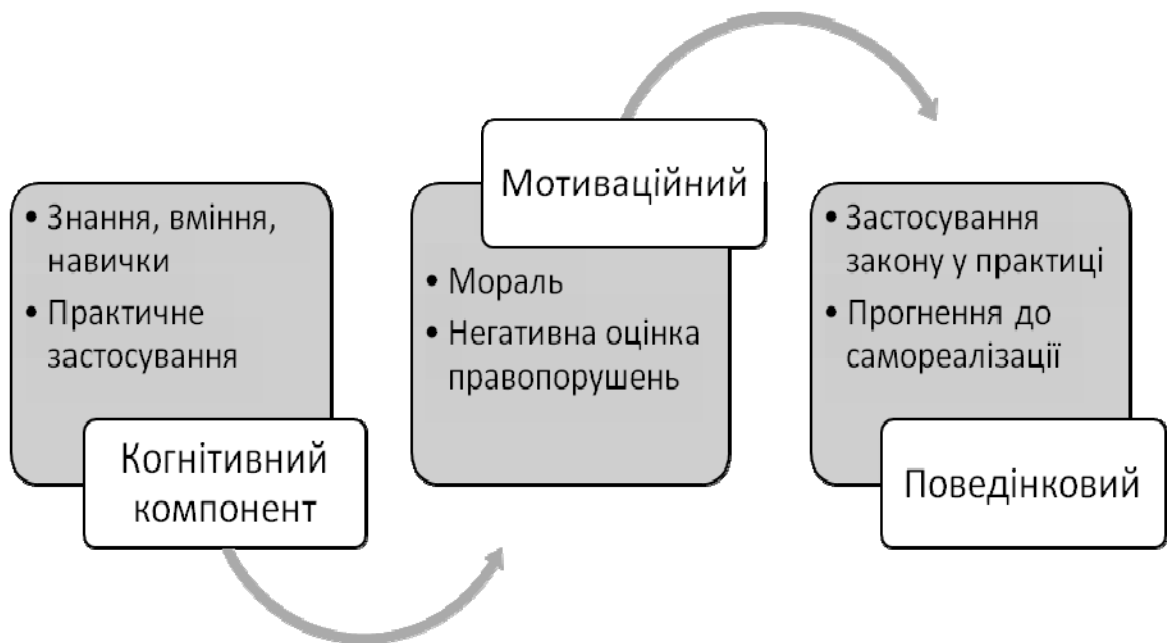 • Знання, вміння,
навички
• Практичне
застосування
Когнітивний
компонент
Мотиваційний
• Мораль
• Негативна оцінка
правопорушень
• Застосування
закону у практиці
• Прогнення до
самореалізації
Поведінковий